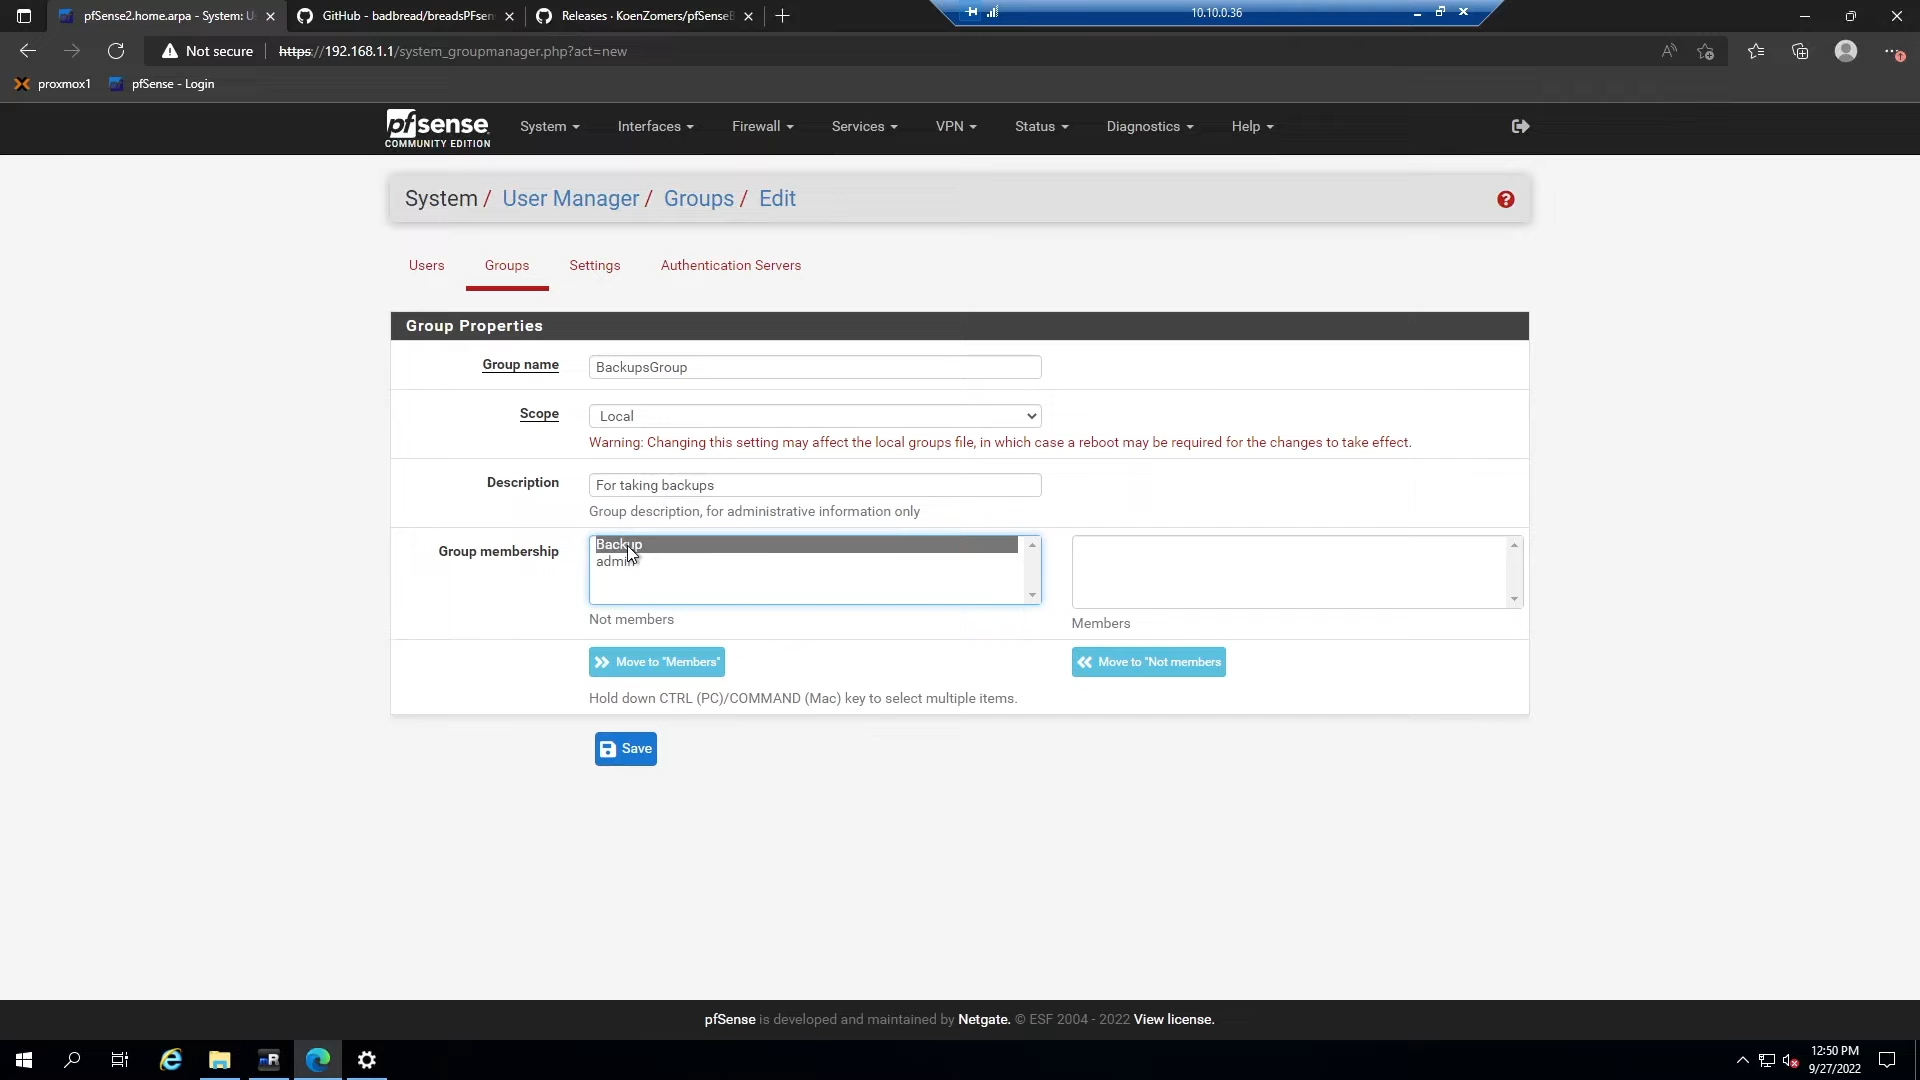 pfSense2.home.arpa - System: U
GitHub - badbread/breadsPFsen
Releases · KoenZomers/pfSenseB
10.10.0.36
Not secure
https://192.168.1.1/system_groupmanager.php?act=new
proxmox1
pfSense - Login
pfsense
COMMUNITY EDITION
System
Interfaces
Firewall
Services
VPN
Status
Diagnostics
Help
System / User Manager / Groups / Edit
Users
Groups
Settings
Authentication Servers
Group Properties
Group name
BackupsGroup
Scope
Local
Warning: Changing this setting may affect the local groups file, in which case a reboot may be required for the changes to take effect.
Description
For taking backups
Group description, for administrative information only
Group membership
Backup
admin
Not members
Members
Move to "Members"
Move to "Not members
Hold down CTRL (PC)/COMMAND (Mac) key to select multiple items.
Save
pfSense is developed and maintained by Netgate. © ESF 2004 - 2022 View license.
12:50 PM
9/27/2022